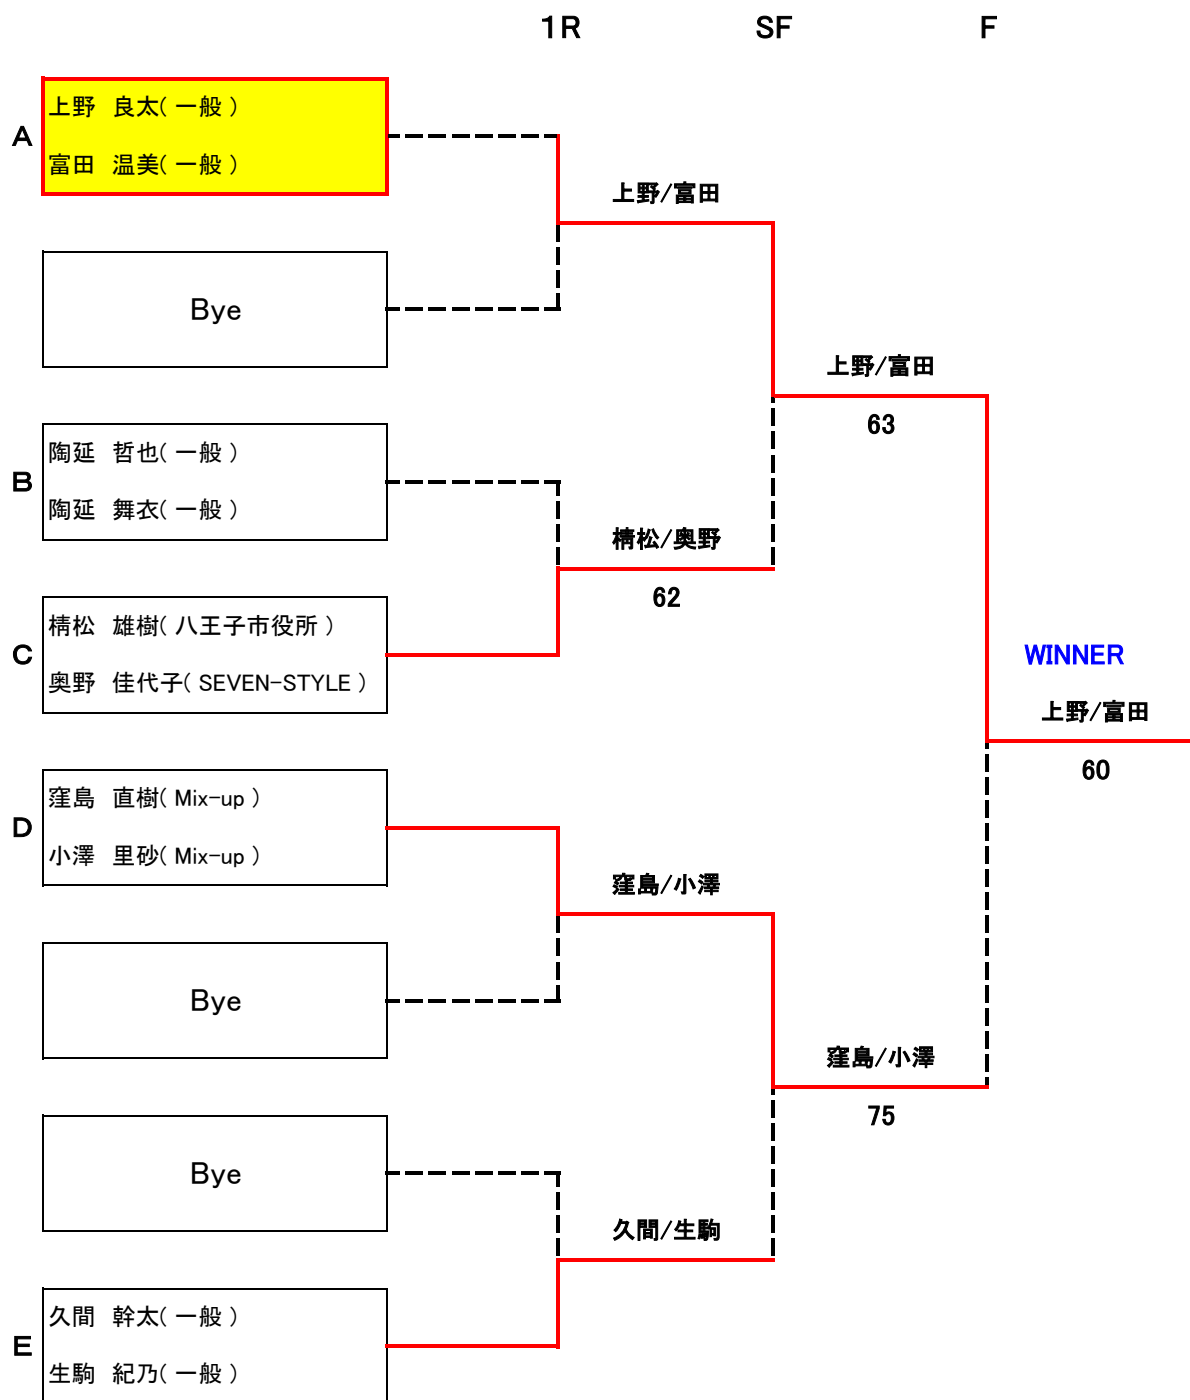 1R SF F
A
上野 良太( 一般 )
富田 温美( 一般 )
上野/富田
Bye
上野/富田
63
B
陶延 哲也( 一般 )
陶延 舞衣( 一般 )
棈松/奥野
62
C
棈松 雄樹( 八王子市役所 )
奥野 佳代子( SEVEN-STYLE )
WINNER
上野/富田
60
D
窪島 直樹( Mix-up )
小澤 里砂( Mix-up )
窪島/小澤
Bye
窪島/小澤
75
Bye
久間/生駒
E
久間 幹太( 一般 )
生駒 紀乃( 一般 )